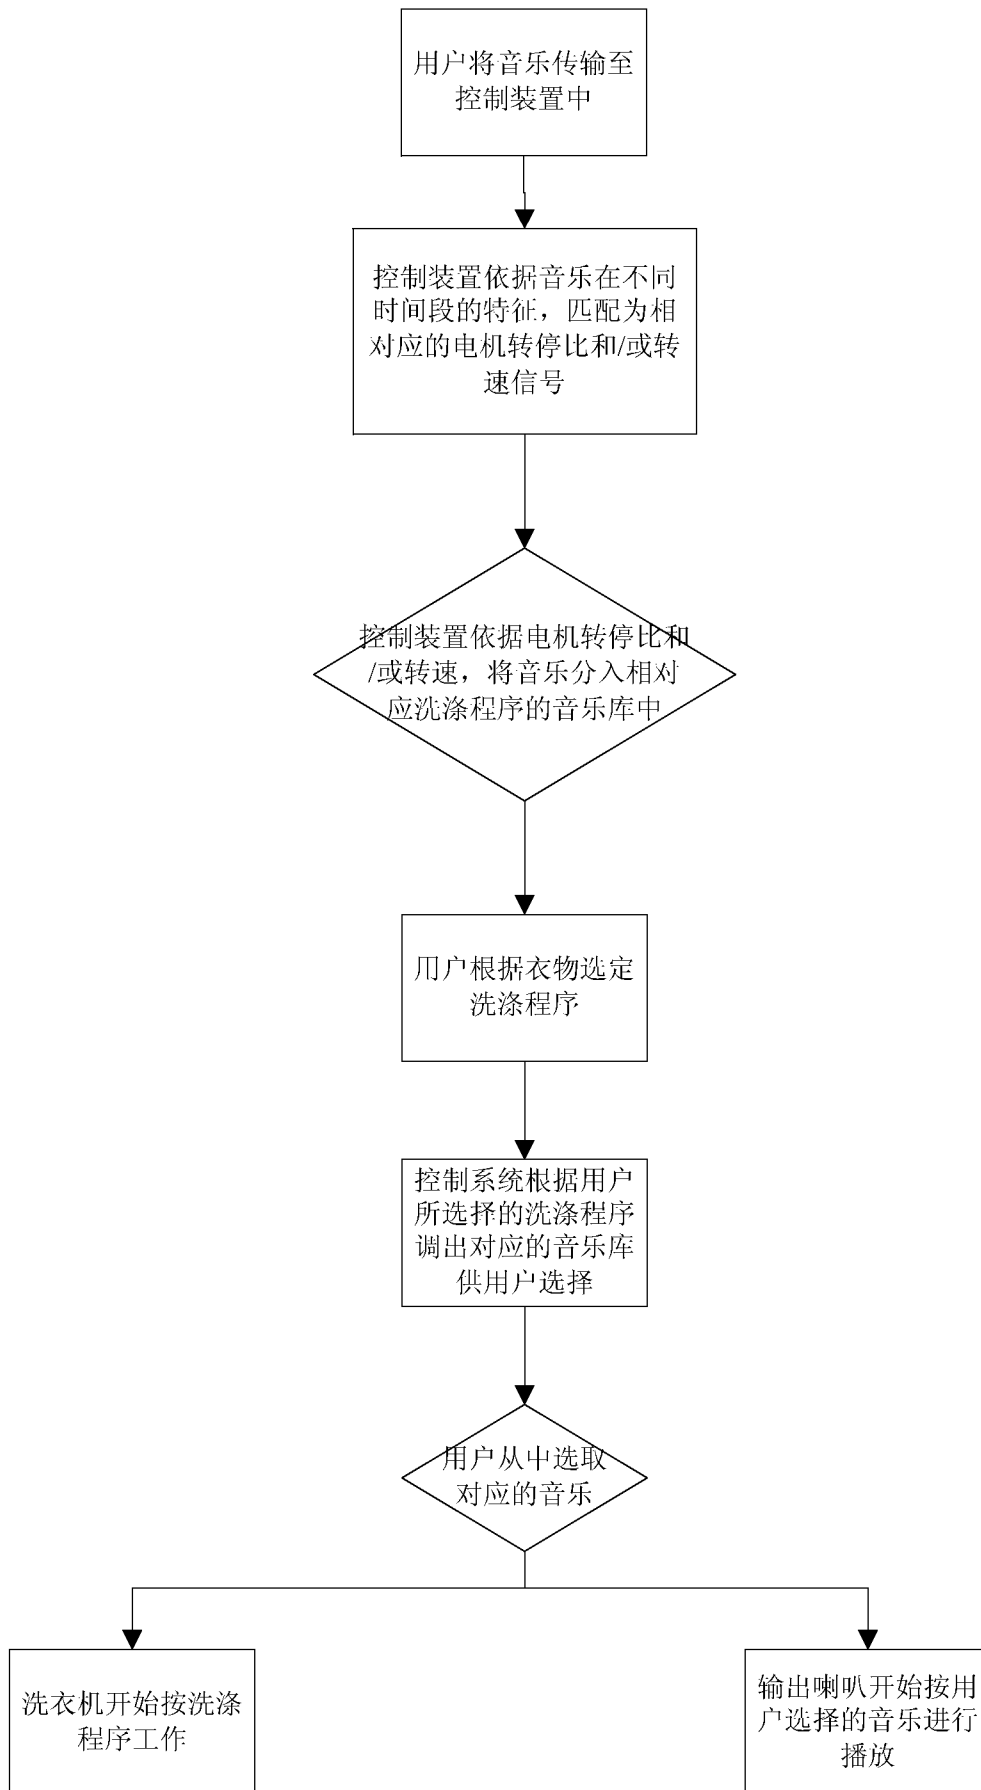 用户将音乐传输至
控制装置中
控制装置依据音乐在不同
时间段的特征，匹配为相
对应的电机转停比和/或转
速信号
控制装置依据电机转停比和
/或转速，将音乐分入相对
应洗涤程序的音乐库中
用户根据衣物选定
洗涤程序
控制系统根据用户
所选择的洗涤程序
调出对应的音乐库
供用户选择
用户从中选取
对应的音乐
洗衣机开始按洗涤
程序工作
输出喇叭开始按用
户选择的音乐进行
播放